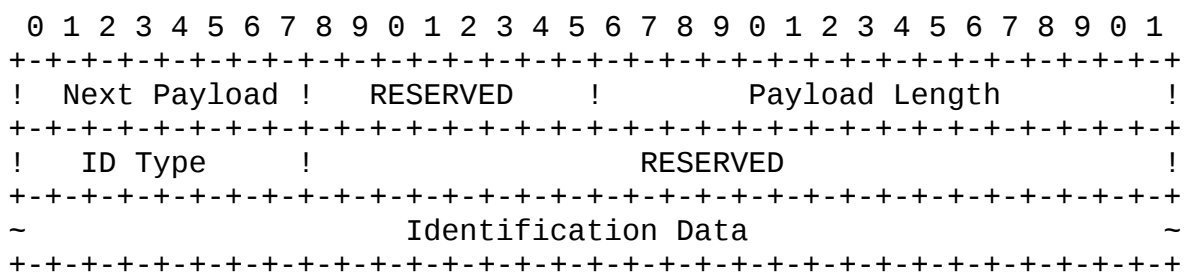 0 1 2 3 4 5 6 7 8 9 0 1 2 3 4 5 6 7 8 9 0 1 2 3 4 5 6 7 8 9 0 1
+-+-+-+-+-+-+-+-+-+-+-+-+-+-+-+-+-+-+-+-+-+-+-+-+-+-+-+-+-+-+-+-+
!  Next Payload !   RESERVED    !        Payload Length         !
+-+-+-+-+-+-+-+-+-+-+-+-+-+-+-+-+-+-+-+-+-+-+-+-+-+-+-+-+-+-+-+-+
!   ID Type     !                  RESERVED                     !
+-+-+-+-+-+-+-+-+-+-+-+-+-+-+-+-+-+-+-+-+-+-+-+-+-+-+-+-+-+-+-+-+
~                     Identification Data                       ~
+-+-+-+-+-+-+-+-+-+-+-+-+-+-+-+-+-+-+-+-+-+-+-+-+-+-+-+-+-+-+-+-+